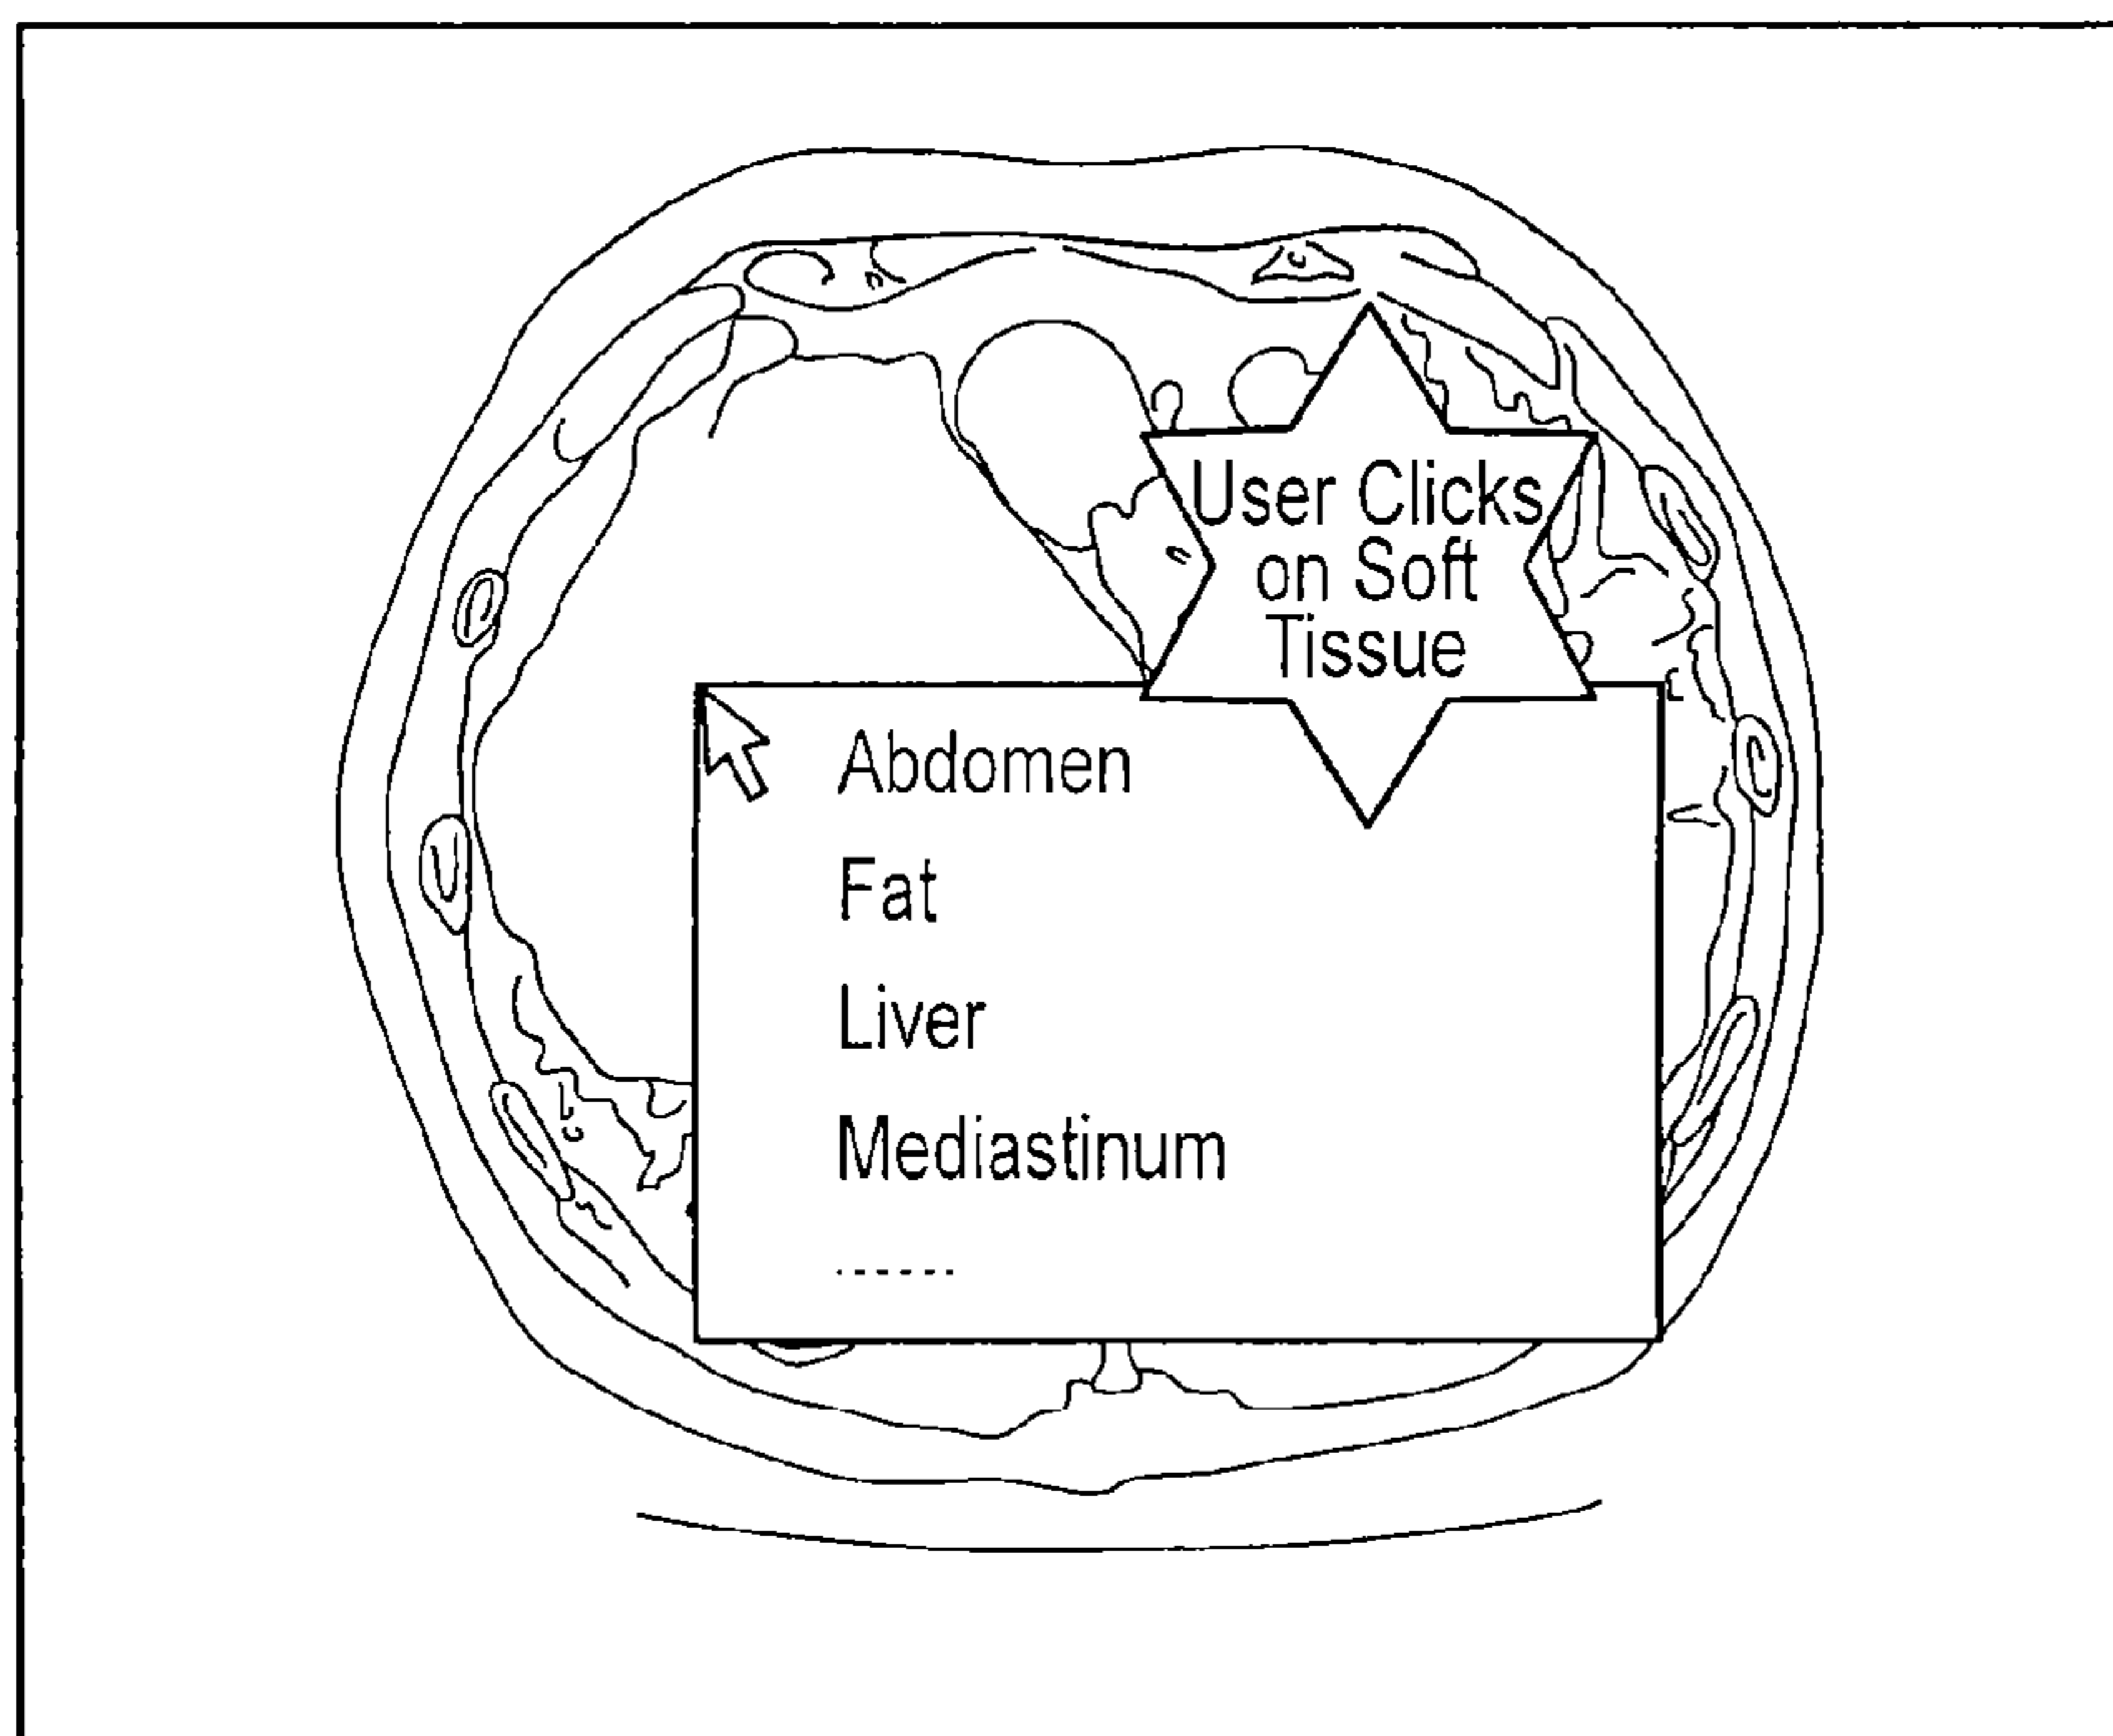 User Clicks
on Soft
Tissue
Abdomen
Fat
Liver
Mediastinum
......